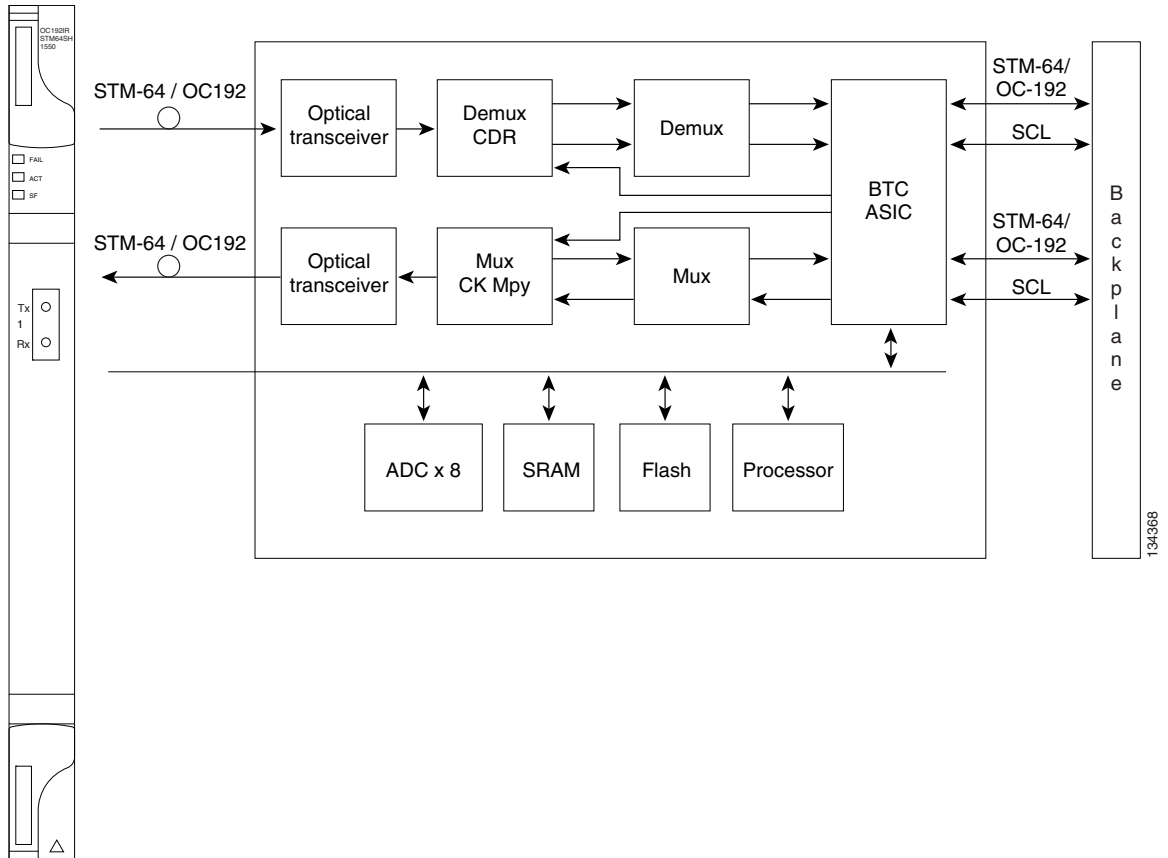 OC192IR
STM64SH
1550
FAIL
ACT
SF
Tx
1
Rx
STM-64 / OC192
Optical
transceiver
Demux
CDR
Demux
BTC
ASIC
STM-64/
OC-192
SCL
STM-64 / OC192
Optical
transceiver
Mux
CK Mpy
Mux
STM-64/
OC-192
SCL
Backplane
ADC x 8
SRAM
Flash
Processor
134368